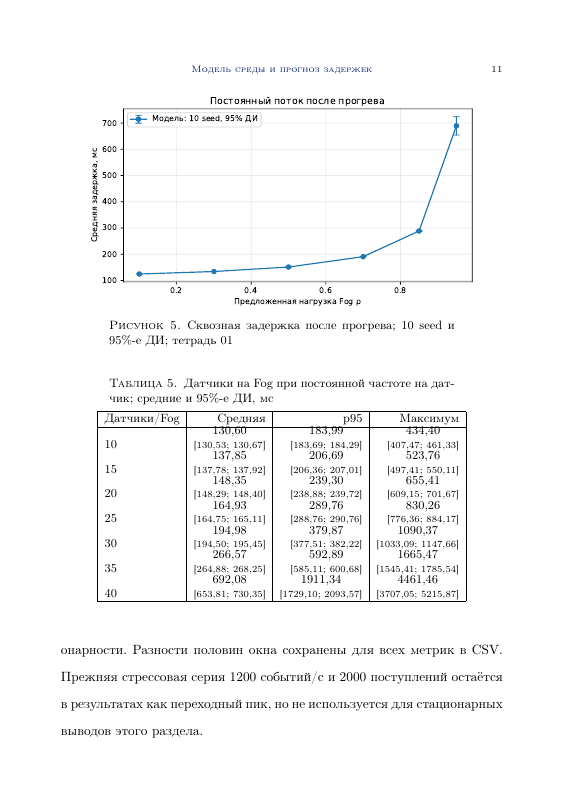 Модель среды и прогноз задержек 11
Постоянный поток после прогрева
Модель: 10 seed, 95% ДИ
Средняя задержка, мс
700
600
500
400
300
200
100
0.2 0.4 0.6 0.8
Предложенная нагрузка Fog ρ
Рисунок 5. Сквозная задержка после прогрева; 10 seed и
95%-е ДИ; тетрадь 01
Таблица 5. Датчики на Fog при постоянной частоте на дат-
чик; средние и 95%-е ДИ, мс
Датчики/Fog Средняя p95 Максимум
130,60 183,99 434,40
10 [130,53; 130,67] [183,69; 184,29] [407,47; 461,33]
137,85 206,69 523,76
15 [137,78; 137,92] [206,36; 207,01] [497,41; 550,11]
148,35 239,30 655,41
20 [148,29; 148,40] [238,88; 239,72] [609,15; 701,67]
164,93 289,76 830,26
25 [164,75; 165,11] [288,76; 290,76] [776,36; 884,17]
194,98 379,87 1090,37
30 [194,50; 195,45] [377,51; 382,22] [1033,09; 1147,66]
266,57 592,89 1665,47
35 [264,88; 268,25] [585,11; 600,68] [1545,41; 1785,54]
692,08 1911,34 4461,46
40 [653,81; 730,35] [1729,10; 2093,57] [3707,05; 5215,87]
онарности. Разности половин окна сохранены для всех метрик в CSV.
Прежняя стрессовая серия 1200 событий/с и 2000 поступлений остаётся
в результатах как переходный пик, но не используется для стационарных
выводов этого раздела.